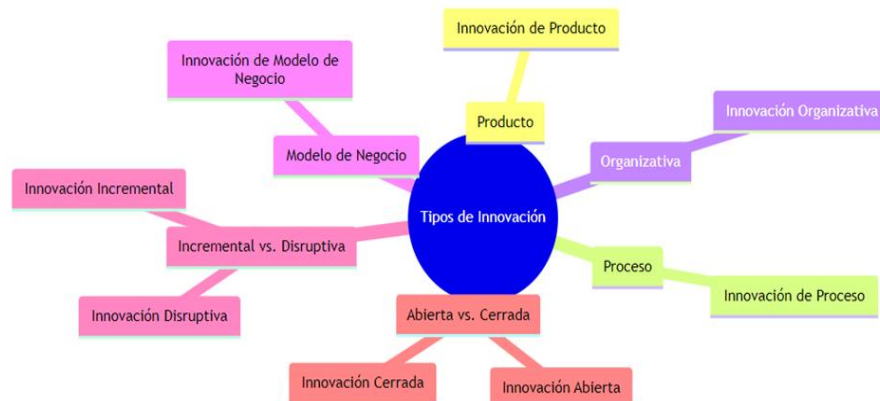 Innovación de Producto
Innovación de Modelo de
Negocio
Innovación Organizativa
Producto
Modelo de Negocio
Organizativa
Innovación Incremental
Tipos de Innovación
Incremental vs. Disruptiva
Proceso
Innovación de Proceso
Innovación Disruptiva
Abierta vs. Cerrada
Innovación Cerrada
Innovación Abierta